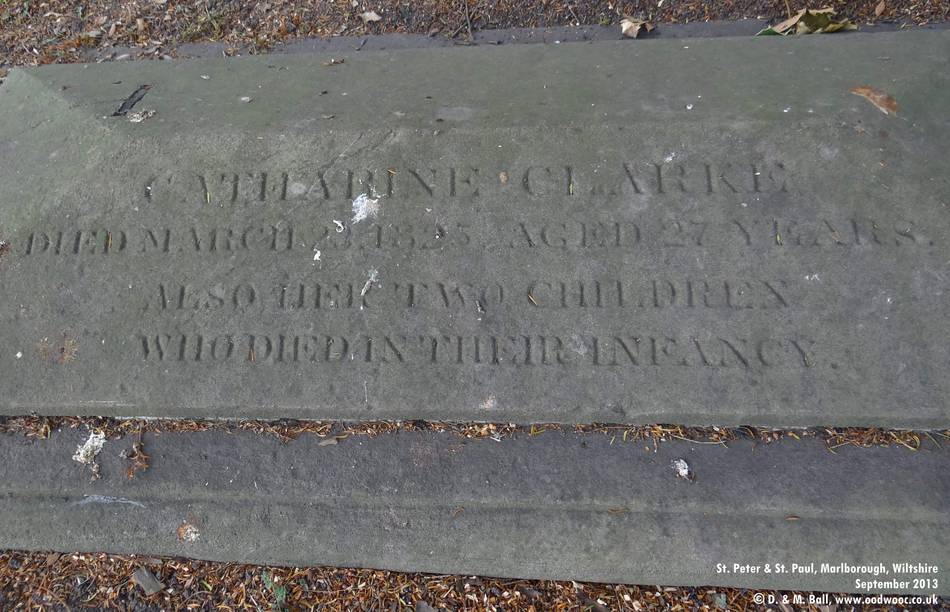 CATHARINE CLARKE
DIED MARCH AGED 27 YEARS.
ALSO HER TWO CHILDREN
WHO DIED IN THEIR INFANCY.
St. Peter & St. Paul, Marlborough, Wiltshire
September 2013
© D. & M. Ball, www.oodwooc.co.uk